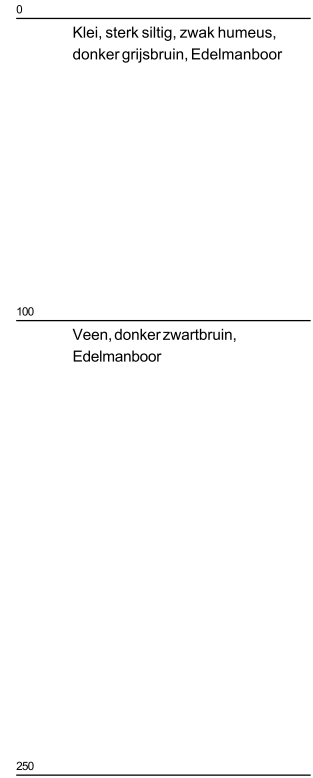 0
Klei, sterk siltig, zwak humeus,
donker grijsbruin, Edelmanboor
100
Veen, donker zwartbruin,
Edelmanboor
250